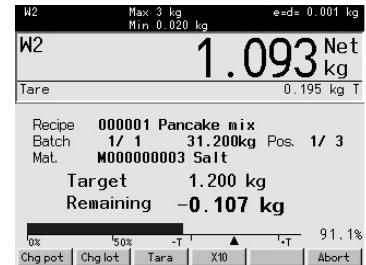 W2 Max 3 kg e=d= 0.001 kg
Min 0.020 kg
W2 1.093 Net kg
Tare 0.195 kg T
Recipe 000001 Pancake mix
Batch 1/ 1 31.200kg Pos. 1/ 3
Mat. M000000003 Salt
Target 1.200 kg
Remaining -0.107 kg
0% 50% -T +T 91.1%
Chg pot Chg lot Tara X10 Abort